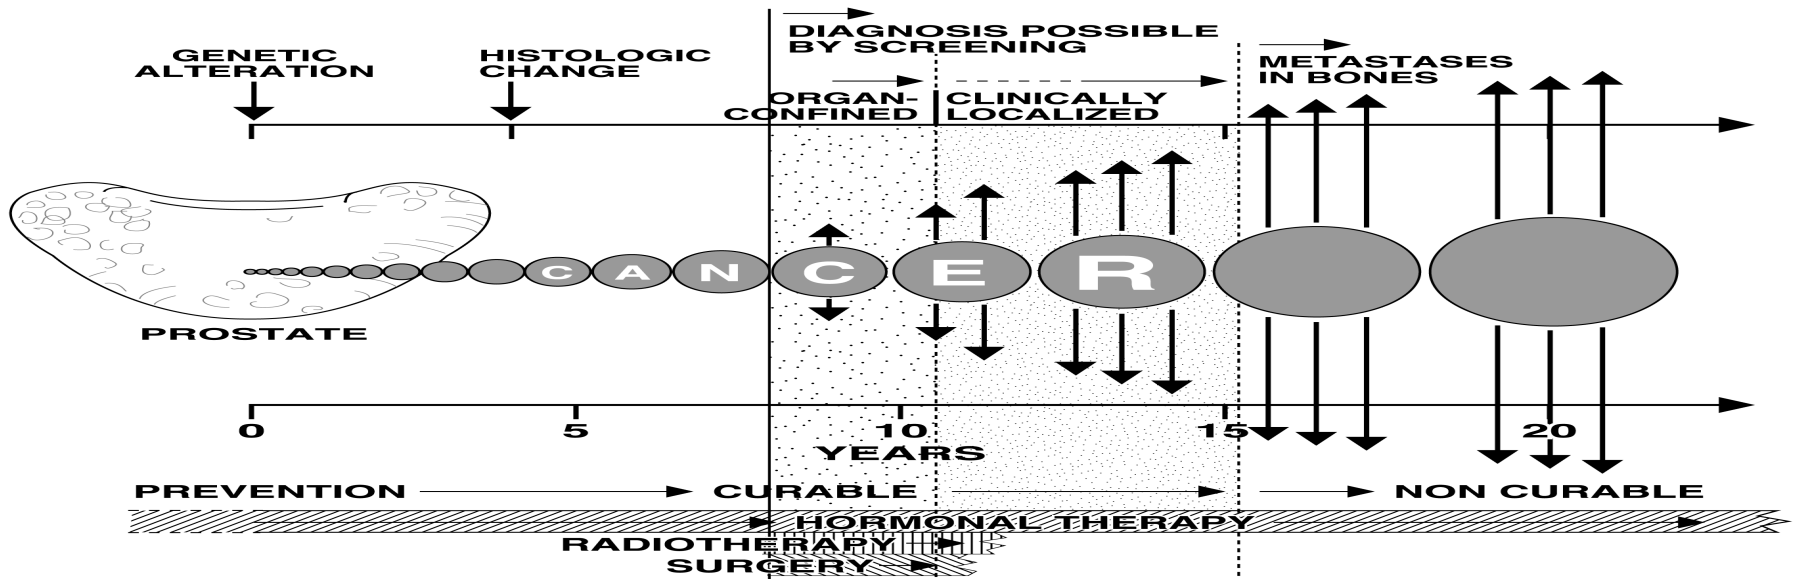 DIAGNOSIS POSSIBLE
BY SCREENING
GENETIC
ALTERATION
HISTOLOGIC
CHANGE
METASTASES
IN BONES
ORGAN-
CONFINED
CLINICALLY
LOCALIZED
C A N C E R
PROSTATE
0 5 10 15 20
YEARS
PREVENTION CURABLE NON CURABLE
HORMONAL THERAPY
RADIOTHERAPY
SURGERY